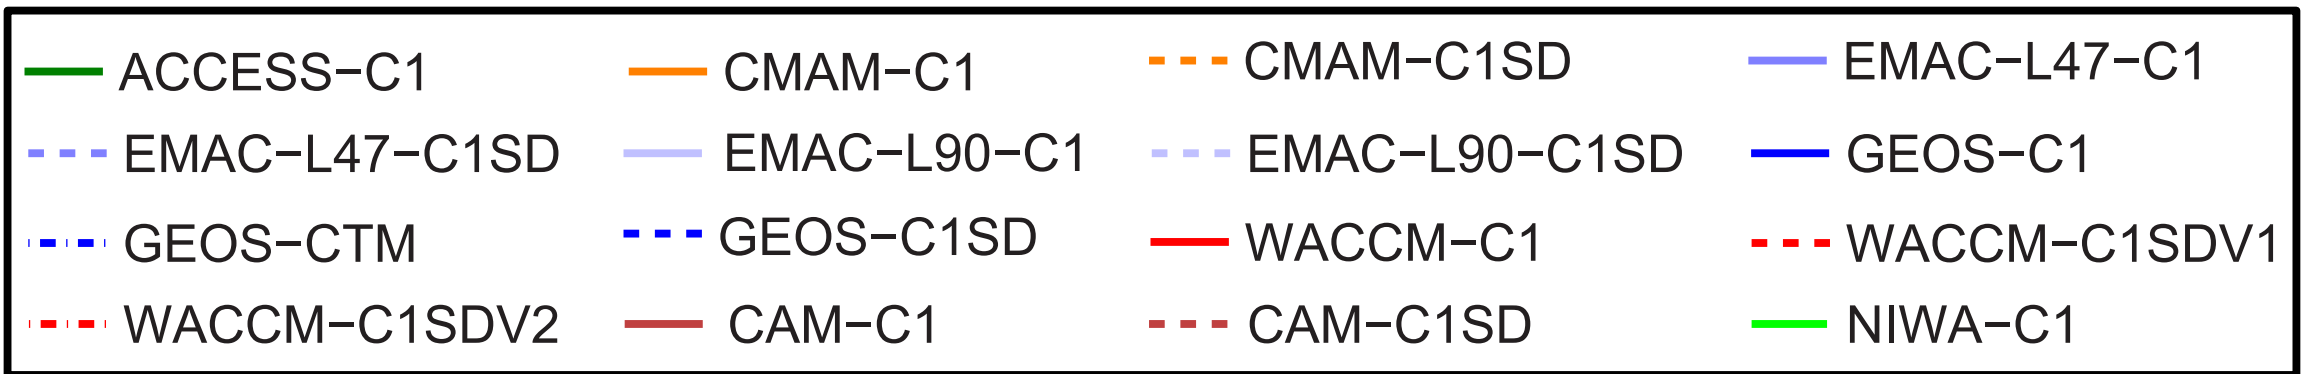 ACCESS−C1 CMAM−C1 CMAM−C1SD EMAC−L47−C1
EMAC−L47−C1SD EMAC−L90−C1 EMAC−L90−C1SD GEOS−C1
GEOS−CTM GEOS−C1SD WACCM−C1 WACCM−C1SDV1
WACCM−C1SDV2 CAM−C1 CAM−C1SD NIWA−C1